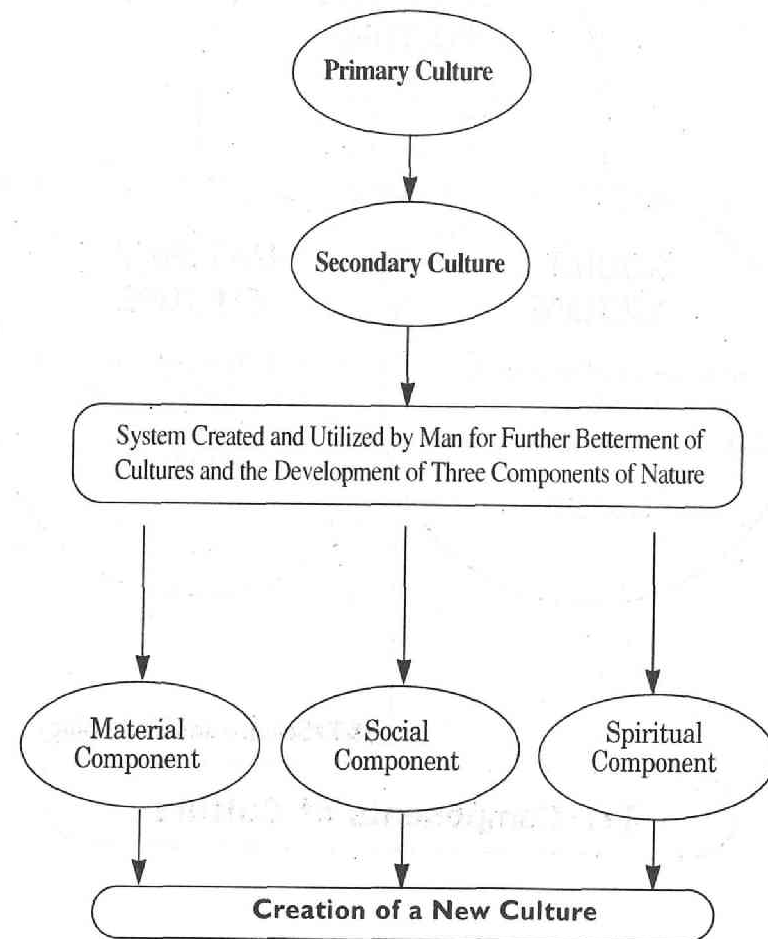 Primary Culture
Secondary Culture
System Created and Utilized by Man for Further Betterment of
Cultures and the Development of Three Components of Nature
Material
Component
Social
Component
Spiritual
Component
Creation of a New Culture